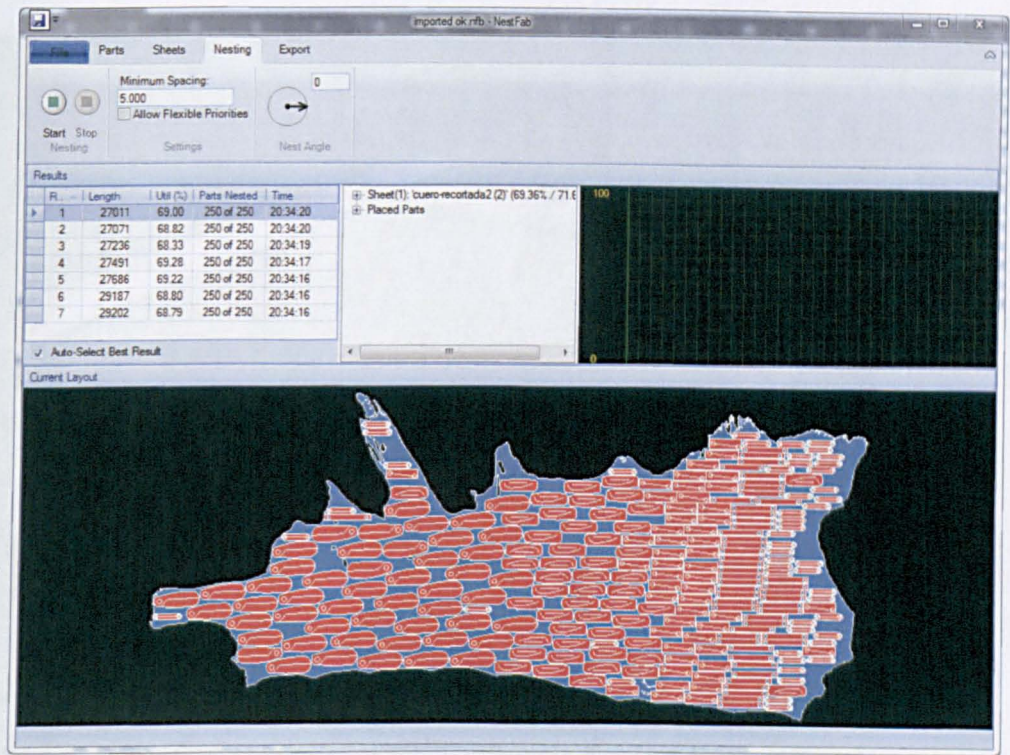 imported ok.nfb - NestFab
File Parts Sheets Nesting Export
Minimum Spacing:
5.000
Allow Flexible Priorities
0
Start Stop
Nesting
Settings
Nest Angle
Results
R... Length Util (%) Parts Nested Time
1 27011 69.00 250 of 250 20:34:20
2 27071 68.82 250 of 250 20:34:20
3 27236 68.33 250 of 250 20:34:19
4 27491 69.28 250 of 250 20:34:17
5 27686 69.22 250 of 250 20:34:16
6 29187 68.80 250 of 250 20:34:16
7 29202 68.79 250 of 250 20:34:16
Auto-Select Best Result
Sheet(1): 'cuero-recortada2 (2)' (69.36% / 71.6
Placed Parts
100
0
Current Layout